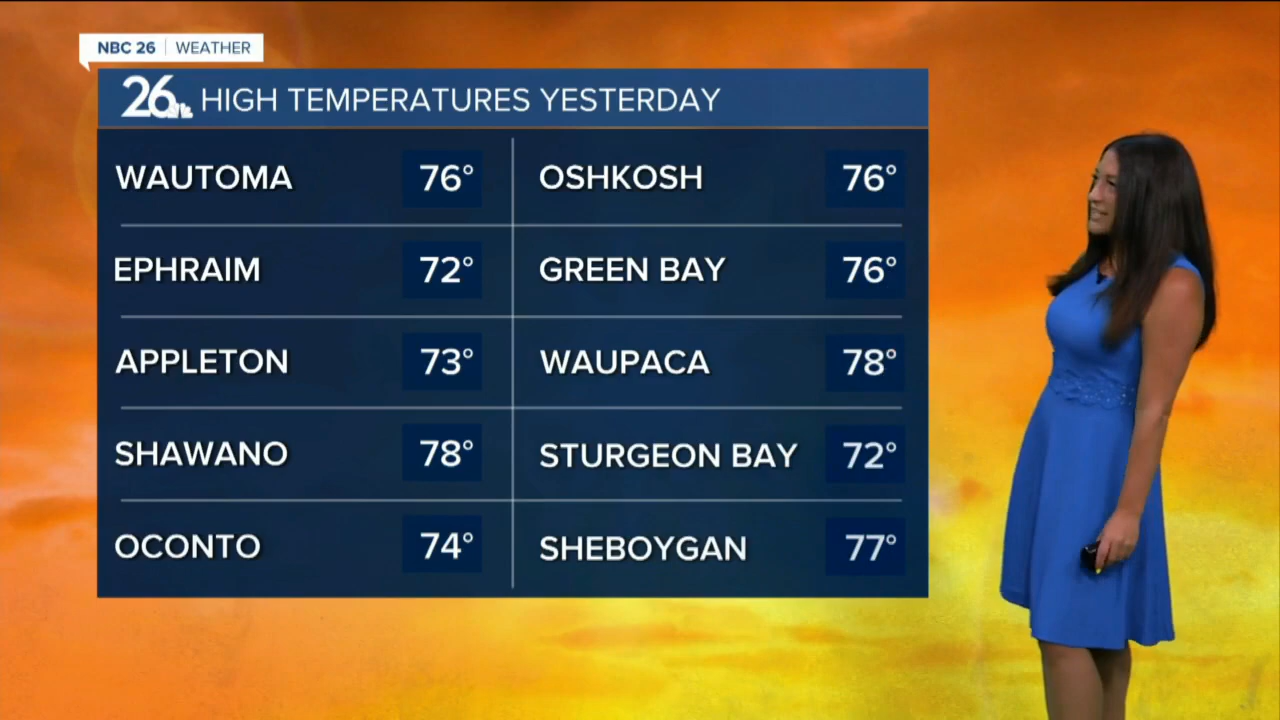 NBC 26 | WEATHER
26 HIGH TEMPERATURES YESTERDAY
WAUTOMA 76°
EPHRAIM 72°
APPLETON 73°
SHAWANO 78°
OCONTO 74°
OSHKOSH 76°
GREEN BAY 76°
WAUPACA 78°
STURGEON BAY 72°
SHEBOYGAN 77°